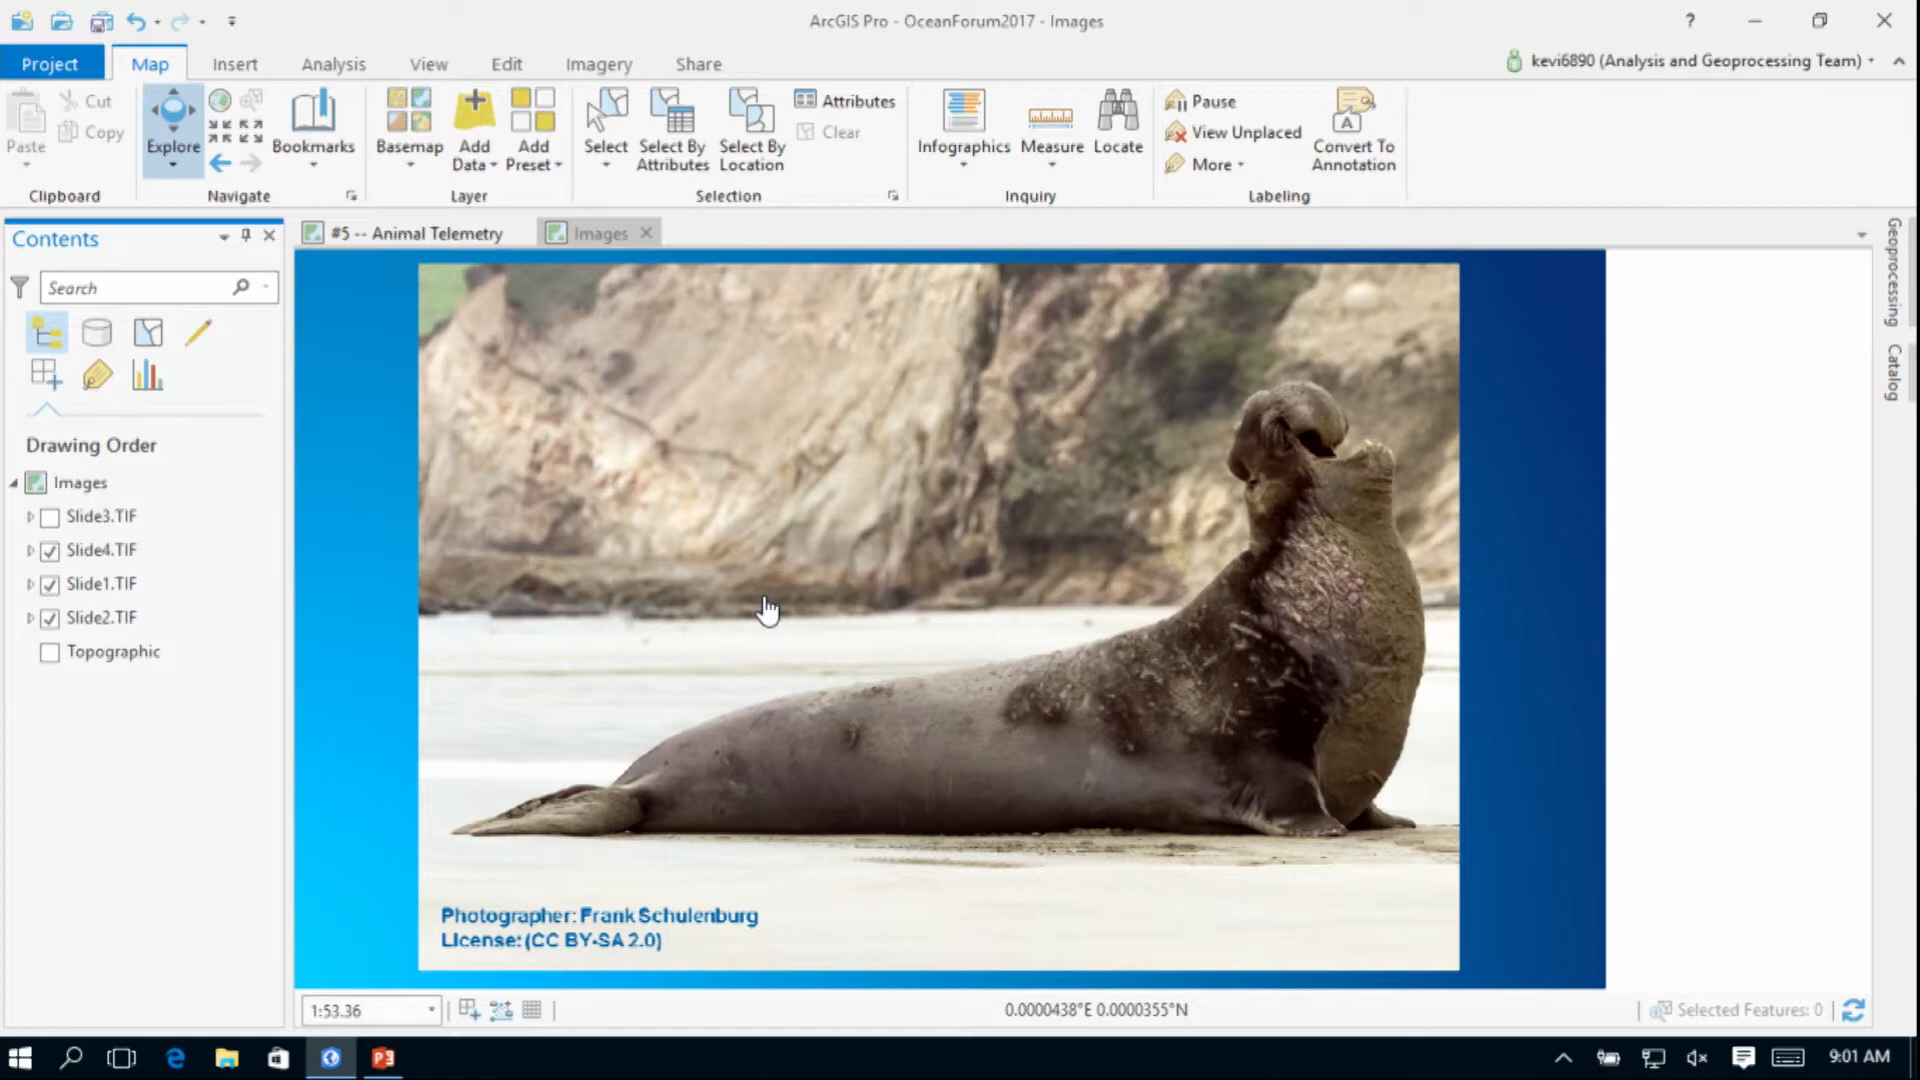 ArcGIS Pro - OceanForum2017 - Images
?
Project Map Insert Analysis View Edit Imagery Share
kevi6890 (Analysis and Geoprocessing Team)
Paste
Cut
Copy
Clipboard
Explore
Bookmarks
Navigate
Basemap
Add Data
Add Preset
Layer
Select
Select By Attributes
Select By Location
Attributes
Clear
Selection
Infographics
Measure
Locate
Inquiry
Pause
View Unplaced
More
Convert To Annotation
Labeling
Contents
Search
Drawing Order
Images
Slide3.TIF
Slide4.TIF
Slide1.TIF
Slide2.TIF
Topographic
#5 -- Animal Telemetry
Images
Photographer: Frank Schulenburg
License: (CC BY-SA 2.0)
Geoprocessing
Catalog
1:53.36
0.0000438°E 0.0000355°N
Selected Features: 0
9:01 AM